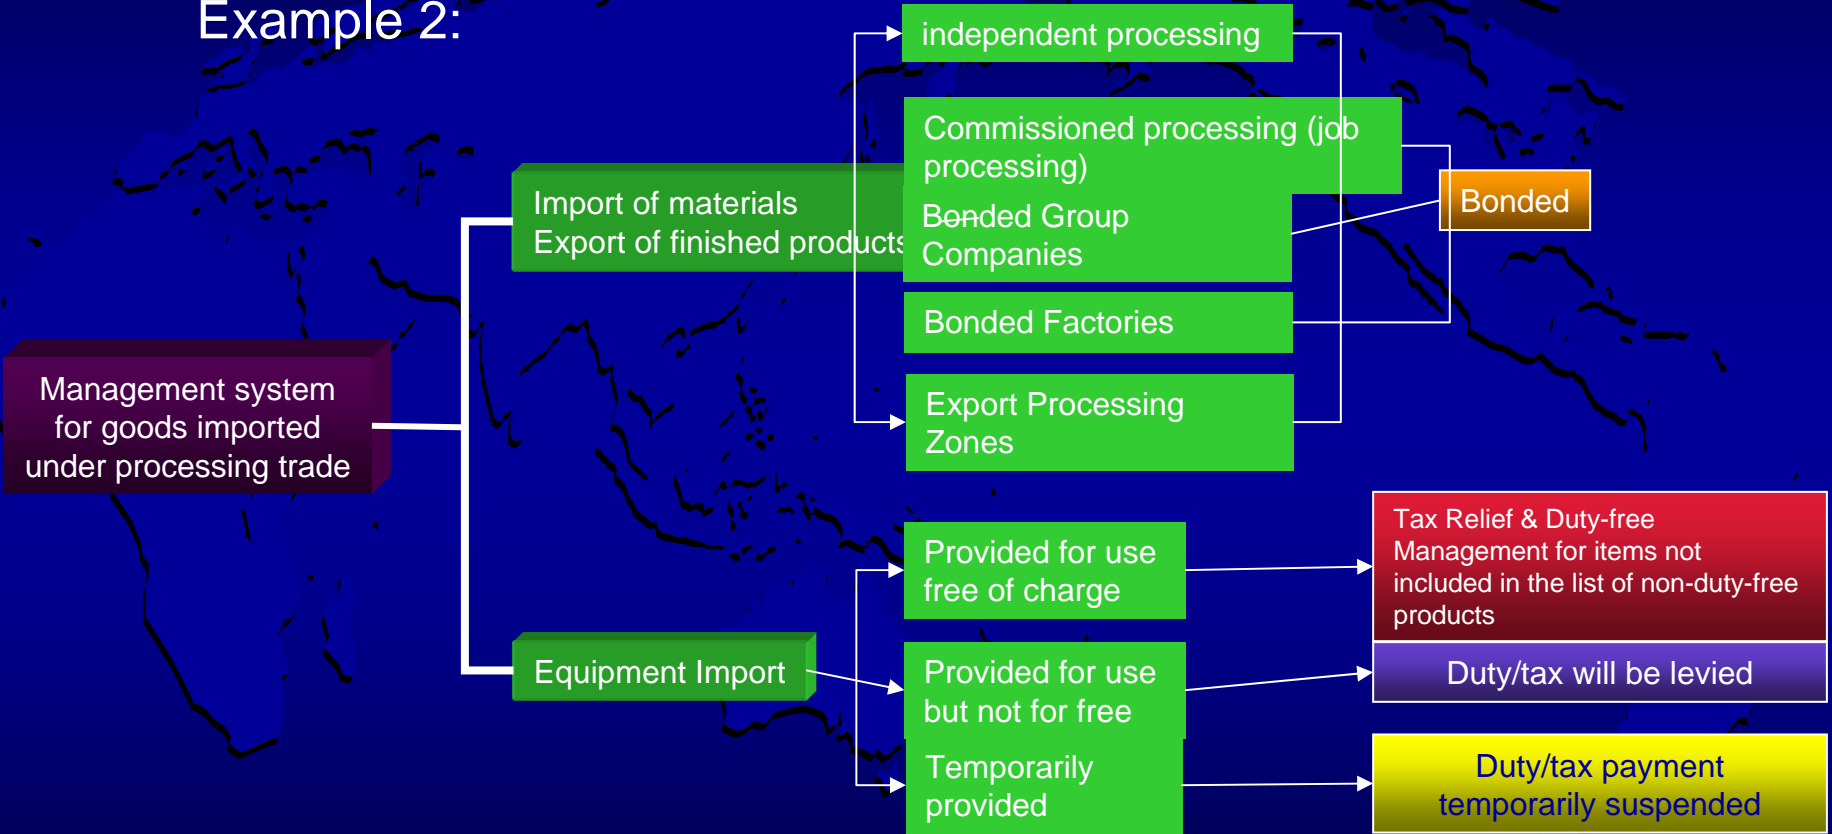 Example 2:
independent processing
Commissioned processing (job
processing)
Import of materials
Export of finished products
Bonded Group
Companies
Bonded
Bonded Factories
Management system
for goods imported
under processing trade
Export Processing
Zones
Provided for use
free of charge
Tax Relief & Duty-free
Management for items not
included in the list of non-duty-free
products
Equipment Import
Provided for use
but not for free
Duty/tax will be levied
Temporarily
provided
Duty/tax payment
temporarily suspended